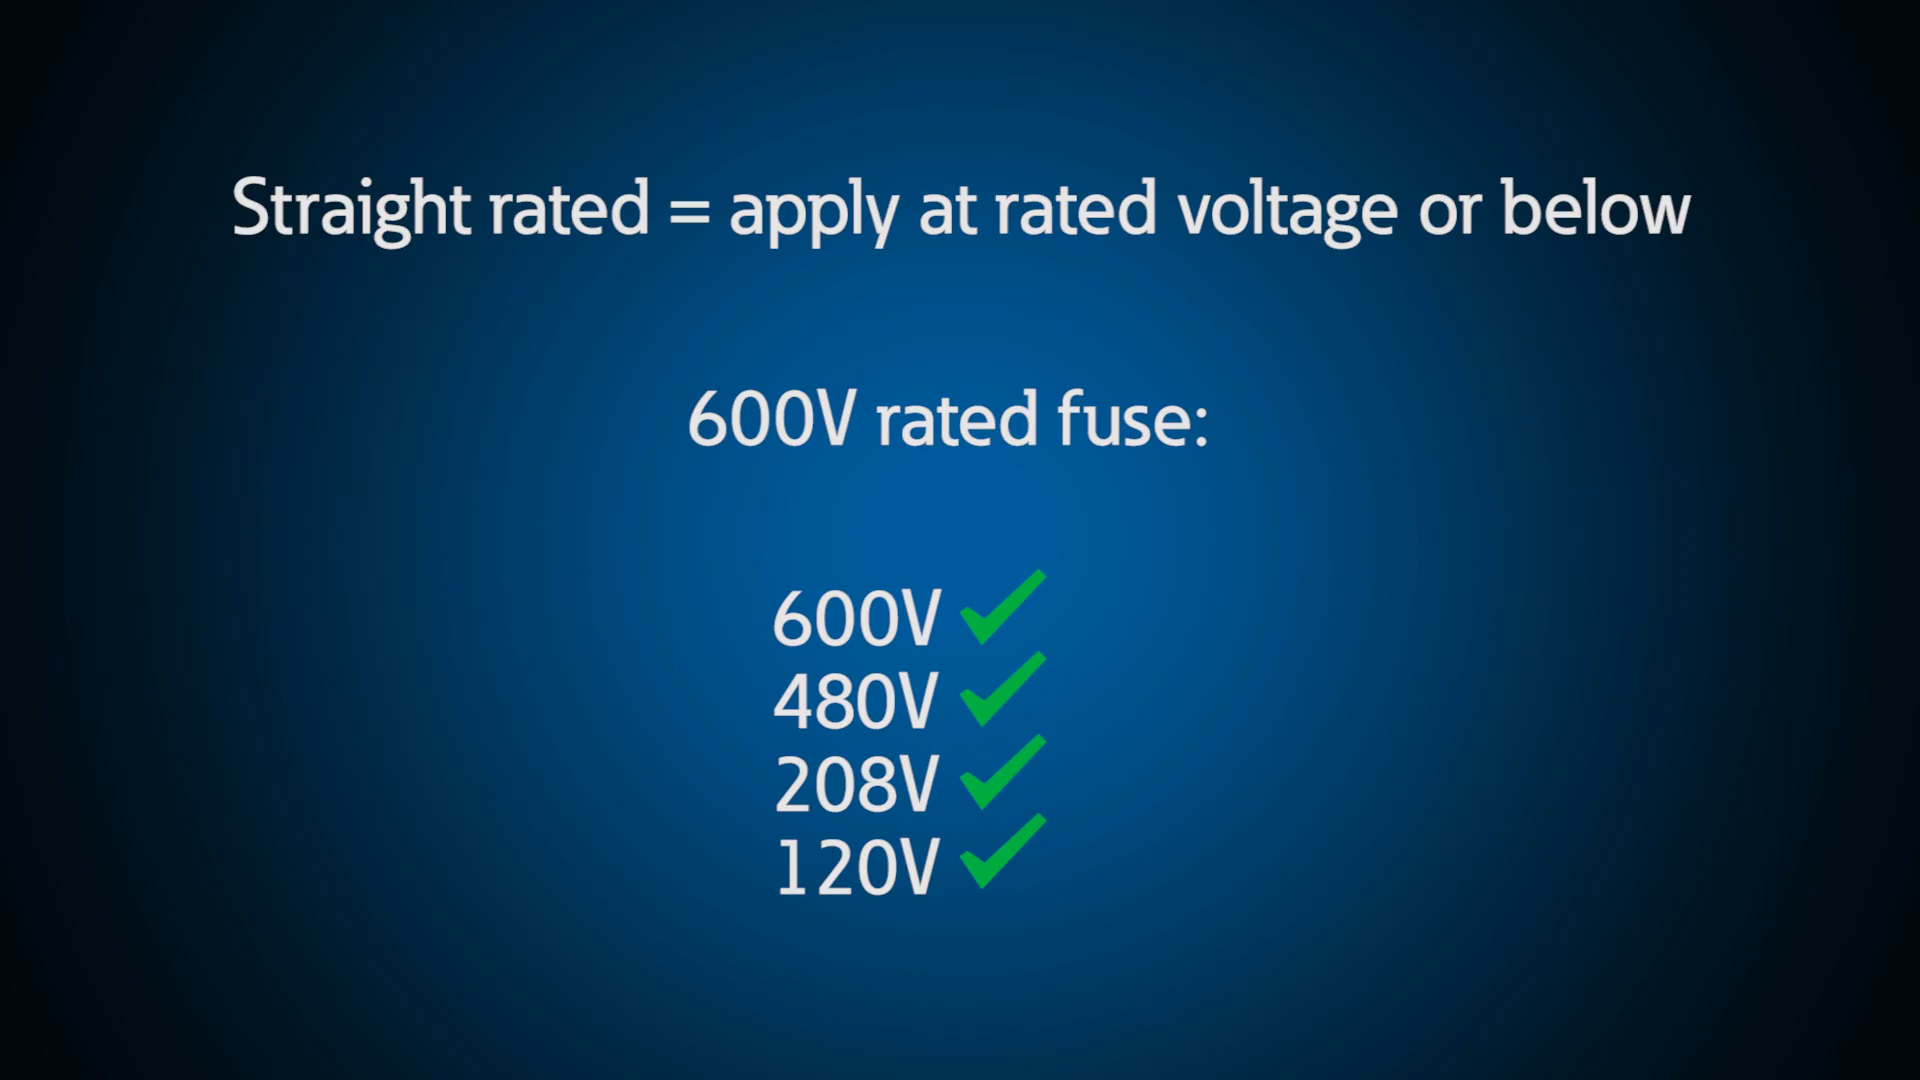 Straight rated = apply at rated voltage or below
600V rated fuse:
600V
480V
208V
120V